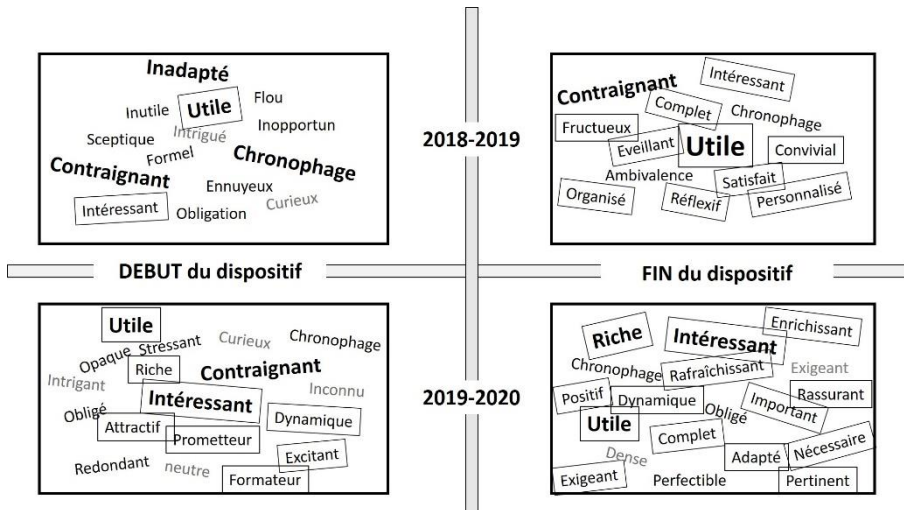 Inadapté
Utile
Flou
Inutile
Intrigué
Inopportun
Sceptique
Formel
Chronophage
Contraignant
Ennuyeux
Intéressant
Obligation
Curieux
2018-2019
Intéressant
Contraignant
Complet
Chronophage
Fructueux
Eveillant
Utile
Convivial
Ambivalence
Satisfait
Organisé
Réflexif
Personnalisé
DEBUT du dispositif
FIN du dispositif
Utile
Stressant
Curieux
Chronophage
Opaque
Riche
Contraignant
Intrigant
Inconnu
Intéressant
Obligé
Dynamique
Attractif
Prometteur
Excitant
Redondant
neutre
Formateur
2019-2020
Enrichissant
Riche
Intéressant
Chronophage
Rafraîchissant
Exigeant
Positif
Dynamique
Rassurant
Important
Obligé
Utile
Complet
Nécessaire
Dense
Adapté
Exigeant
Perfectible
Pertinent